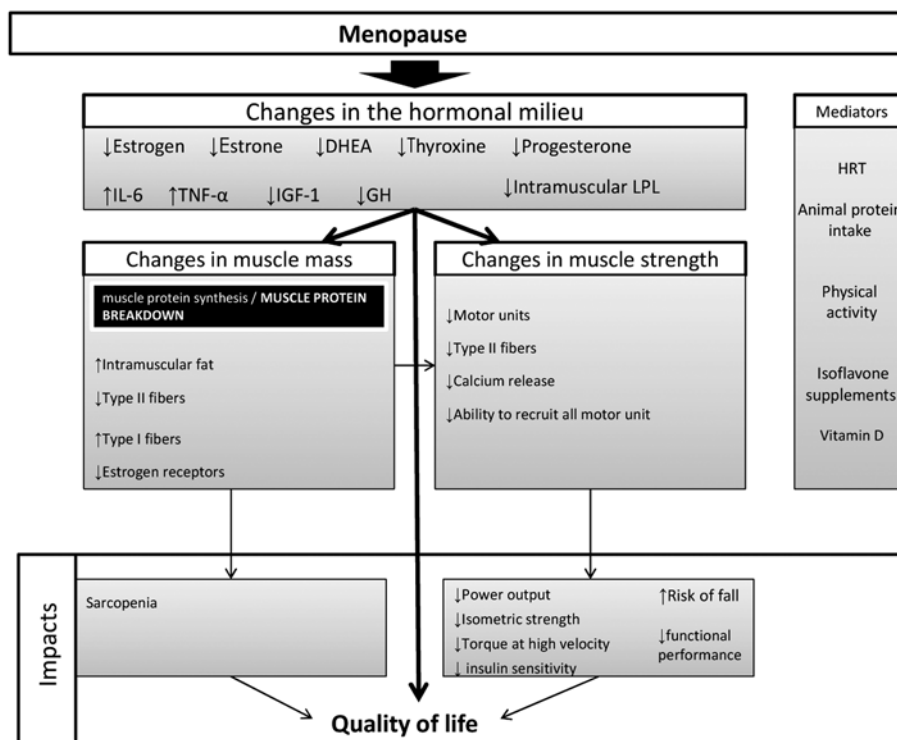 Menopause
Changes in the hormonal milieu
↓Estrogen ↓Estrone ↓DHEA ↓Thyroxine ↓Progesterone
↑IL-6 ↑TNF-α ↓IGF-1 ↓GH ↓Intramuscular LPL
Mediators
HRT
Animal protein
intake
Physical
activity
Isoflavone
supplements
Vitamin D
Changes in muscle mass
muscle protein synthesis / MUSCLE PROTEIN
BREAKDOWN
↑Intramuscular fat
↓Type II fibers
↑Type I fibers
↓Estrogen receptors
Changes in muscle strength
↓Motor units
↓Type II fibers
↓Calcium release
↓Ability to recruit all motor unit
Impacts
Sarcopenia
↓Power output
↓Isometric strength
↓Torque at high velocity
↓ insulin sensitivity
↑Risk of fall
↓functional
performance
Quality of life